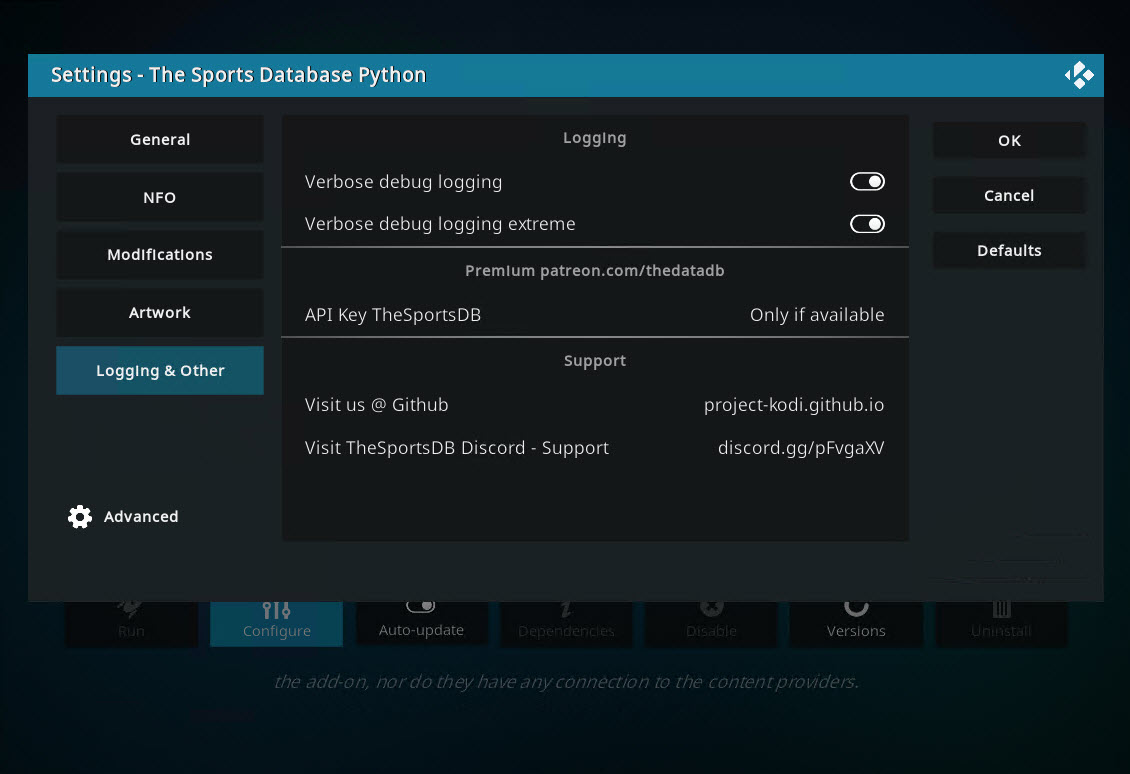 Settings - The Sports Database Python
General
NFO
Modifications
Artwork
Logging & Other
Advanced
Logging
Verbose debug logging
Verbose debug logging extreme
Premium patreon.com/thedatadb
API Key TheSportsDB Only if available
Support
Visit us @ Github project-kodi.github.io
Visit TheSportsDB Discord - Support discord.gg/pFvgaXV
OK
Cancel
Defaults
Run Configure Auto-update Dependencies Disable Versions Uninstall
the add-on, nor do they have any connection to the content providers.